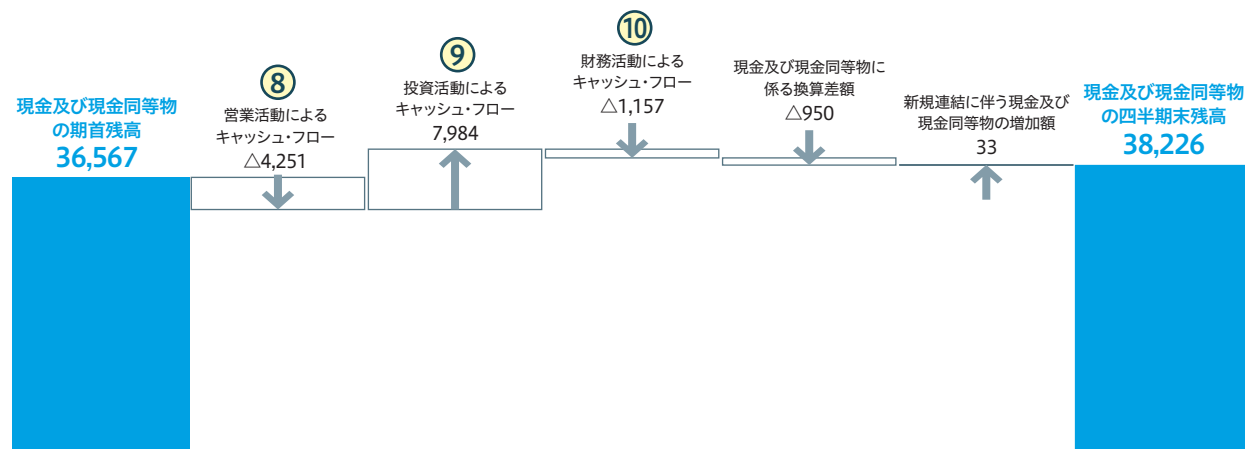 現金及び現金同等物
の期首残高
36,567
⑧
営業活動による
キャッシュ・フロー
△4,251
⑨
投資活動による
キャッシュ・フロー
7,984
⑩
財務活動による
キャッシュ・フロー
△1,157
現金及び現金同等物に
係る換算差額
△950
新規連結に伴う現金及び
現金同等物の増加額
33
現金及び現金同等物
の四半期末残高
38,226